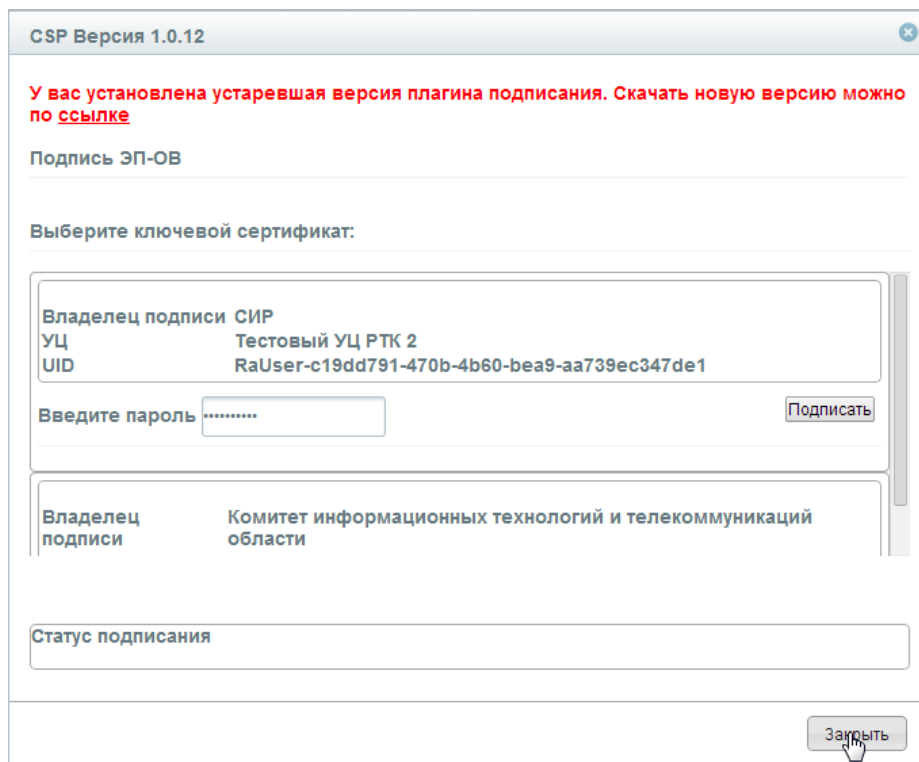 CSP Версия 1.0.12
У вас установлена устаревшая версия плагина подписания. Скачать новую версию можно
по ссылке
Подпись ЭП-ОВ
Выберите ключевой сертификат:
Владелец подписи СИР
УЦ Тестовый УЦ РТК 2
UID RaUser-c19dd791-470b-4b60-bea9-aa739ec347de1
Введите пароль ••••••••••
Подписать
Владелец подписи Комитет информационных технологий и телекоммуникаций
области
Статус подписания
Закрыть